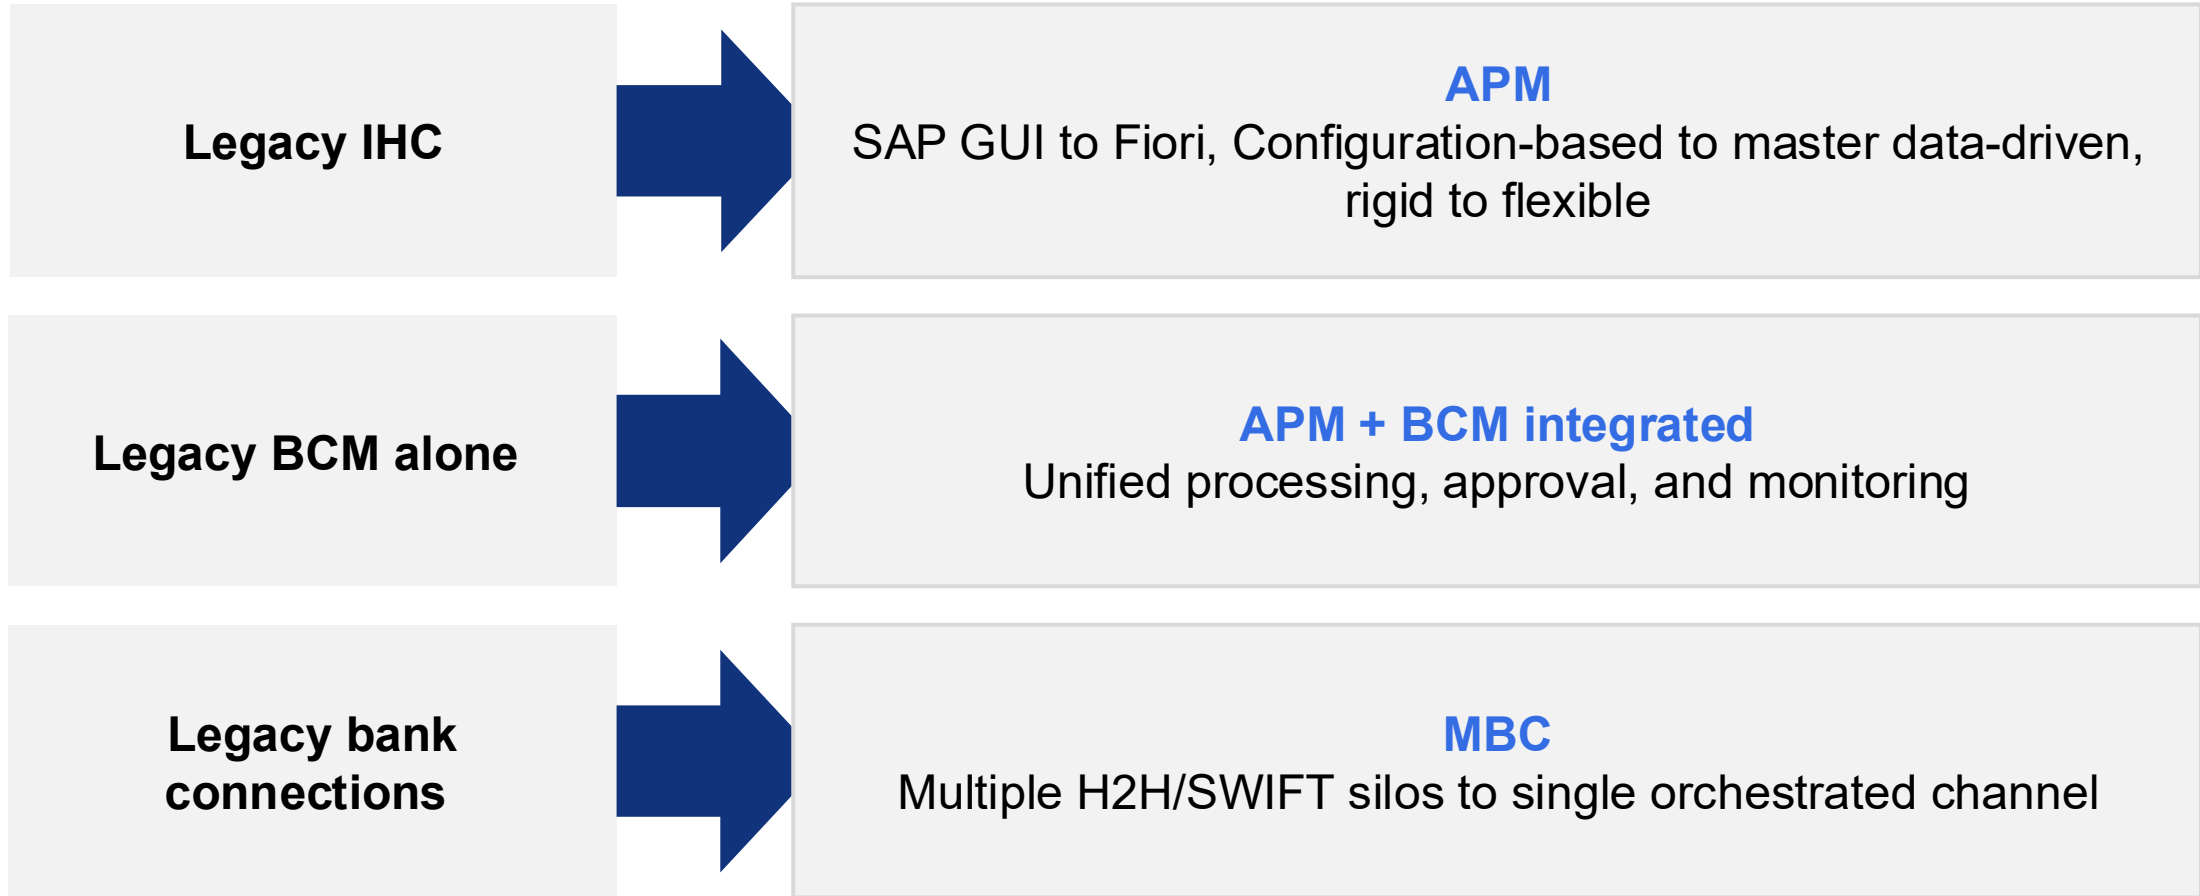 Legacy IHC
APM
SAP GUI to Fiori, Configuration-based to master data-driven,
rigid to flexible
Legacy BCM alone
APM + BCM integrated
Unified processing, approval, and monitoring
Legacy bank
connections
MBC
Multiple H2H/SWIFT silos to single orchestrated channel